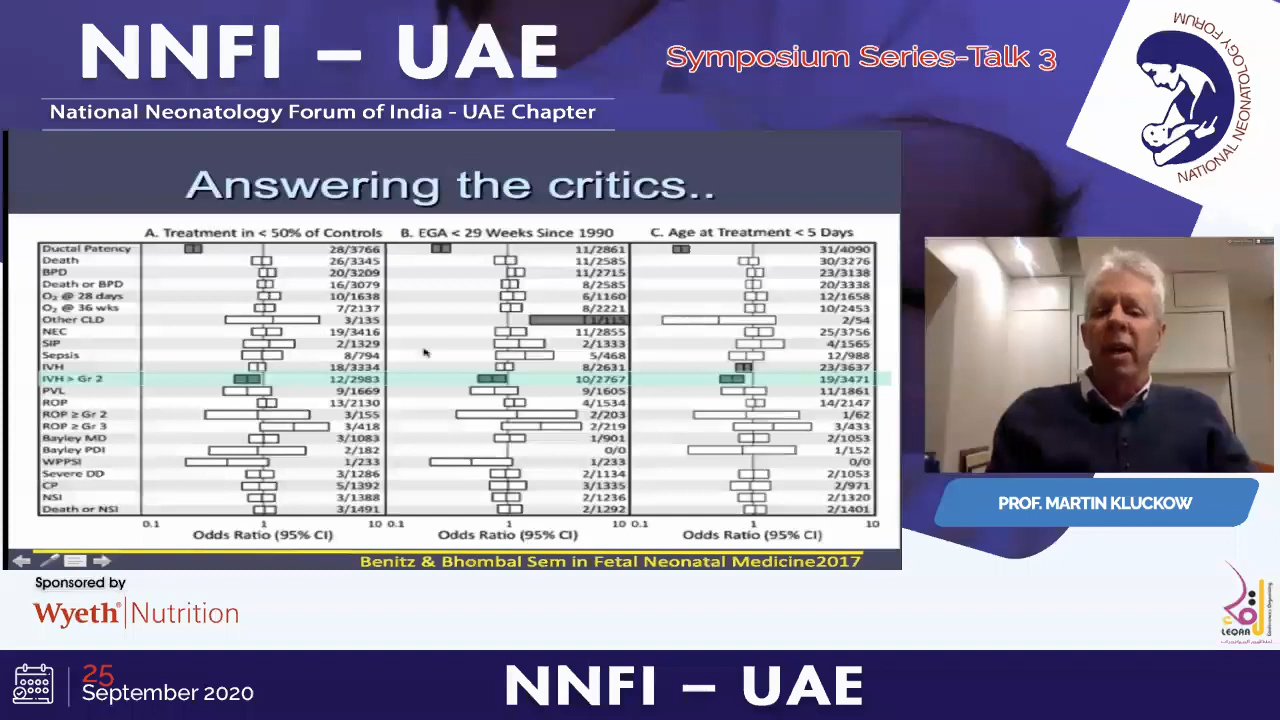 NNFI – UAE
Symposium Series-Talk 3
National Neonatology Forum of India - UAE Chapter
NATIONAL NEONATOLOGY FORUM
Answering the critics..
A. Treatment in < 50% of Controls B. EGA < 29 Weeks Since 1990 C. Age at Treatment < 5 Days
Ductal Patency 28/3766 11/2861 31/4090
Death 26/3345 11/2585 30/3276
BPD 20/3209 11/2715 23/3138
Death or BPD 16/3079 8/2585 20/3338
O₂ @ 28 days 10/1638 6/1160 12/1658
O₂ @ 36 wks 7/2137 8/2221 10/2453
Other CLD 3/135 2/54
NEC 19/3416 11/2855 25/3756
SIP 2/1329 2/1333 4/1565
Sepsis 8/794 5/468 12/988
IVH 18/3334 8/2631 23/3637
IVH > Gr 2 12/2983 10/2767 19/3471
PVL 9/1669 9/1605 11/1861
ROP 13/2130 4/1534 14/2147
ROP ≥ Gr 2 3/155 2/203 1/62
ROP ≥ Gr 3 3/418 2/219 3/433
Bayley MD 3/1083 1/901 2/1053
Bayley PDI 2/182 0/0 1/152
WPPSI 1/233 1/233 0/0
Severe DD 3/1286 2/1134 2/1053
CP 5/1392 3/1335 2/971
NSI 3/1388 2/1236 2/1320
Death or NSI 3/1491 2/1292 2/1401
0.1 1 10 0.1 1 10 0.1 1 10
Odds Ratio (95% CI) Odds Ratio (95% CI) Odds Ratio (95% CI)
Benitz & Bhombal Sem in Fetal Neonatal Medicine2017
PROF. MARTIN KLUCKOW
Sponsored by
Wyeth® Nutrition
LEQAA
25
September 2020
NNFI – UAE